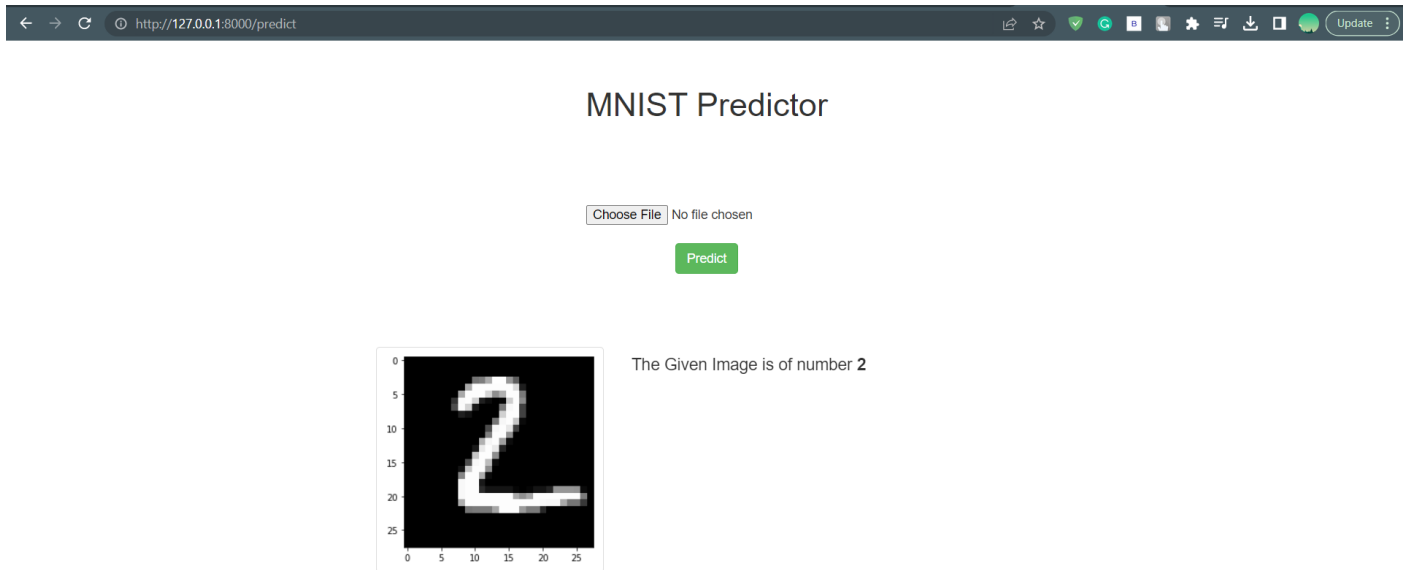 http://127.0.0.1:8000/predict
Update
MNIST Predictor
Choose File No file chosen
Predict
The Given Image is of number 2
0
5
10
15
20
25
0 5 10 15 20 25
2